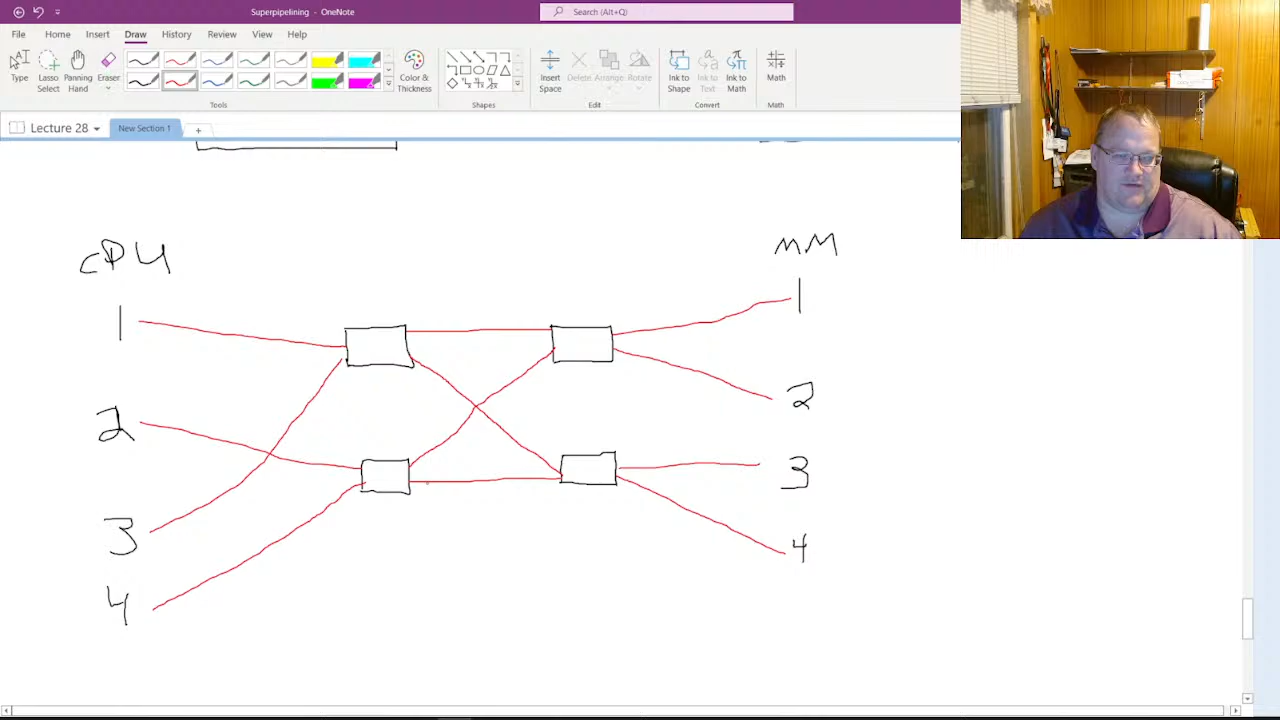 Superpipelining - OneNote
Search (Alt+Q)
File Home Insert Draw History Review View Help
Type
Lasso Select
Panning Hand
Eraser
Color & Thickness
Insert Space
Delete
Arrange
Rotate
Ink to Shape
Ink to Text
Ink to Math
Math
Tools
Shapes
Edit
Convert
Math
Lecture 28
New Section 1
+
CPU
MM
1
1
2
2
3
3
4
4